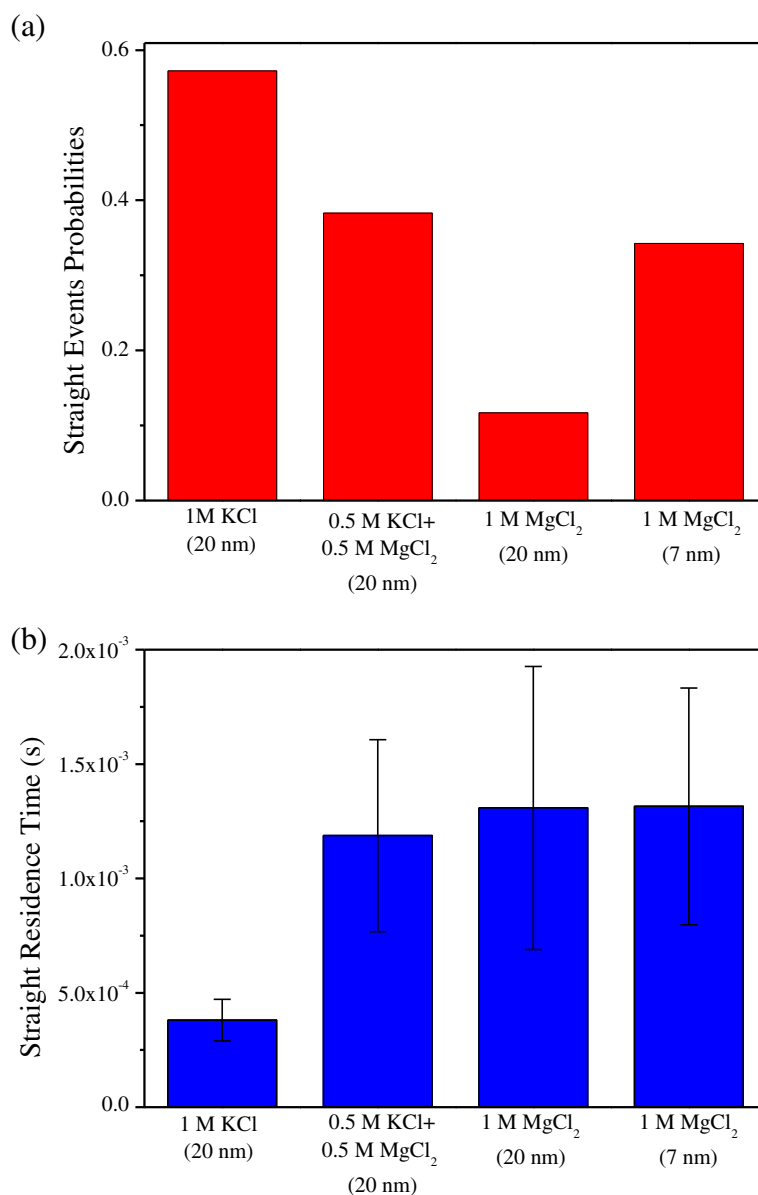 (a)
Straight Events Probabilities
0.6
0.4
0.2
0.0
1M KCl
(20 nm)
0.5 M KCl+
0.5 M MgCl₂
(20 nm)
1 M MgCl₂
(20 nm)
1 M MgCl₂
(7 nm)
(b)
Straight Residence Time (s)
2.0x10⁻³
1.5x10⁻³
1.0x10⁻³
5.0x10⁻⁴
0.0
1 M KCl
(20 nm)
0.5 M KCl+
0.5 M MgCl₂
(20 nm)
1 M MgCl₂
(20 nm)
1 M MgCl₂
(7 nm)